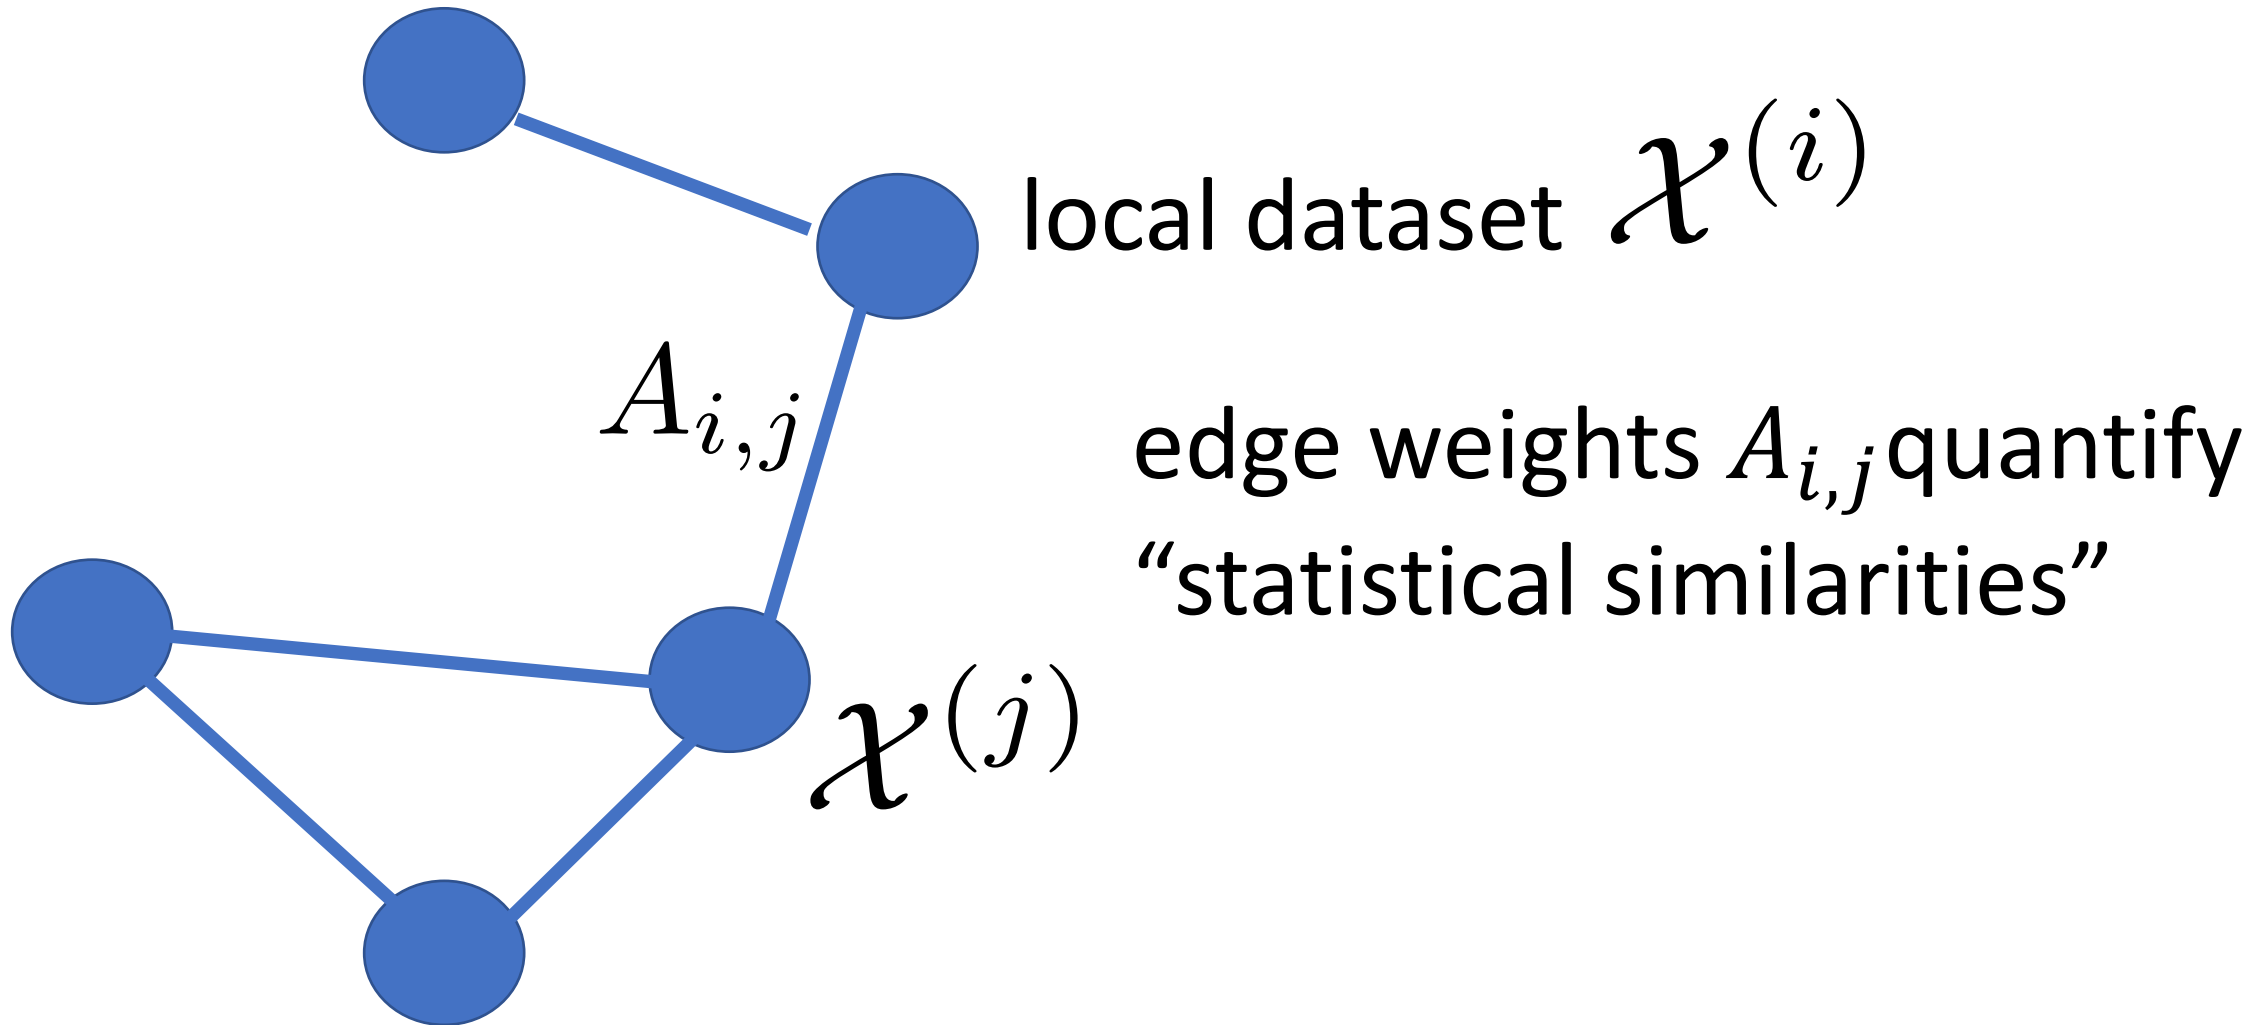 local dataset 𝒳⁽ⁱ⁾
A_{i,j}
edge weights A_{i,j} quantify
“statistical similarities”
𝒳⁽ʲ⁾